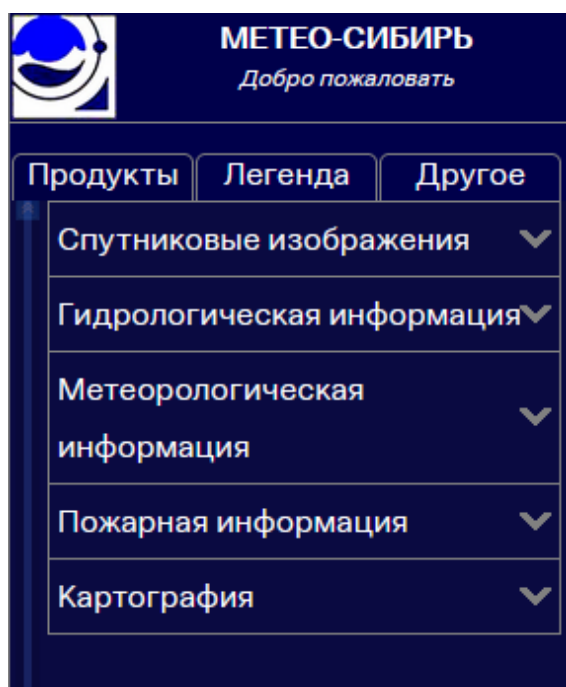 МЕТЕО-СИБИРЬ
Добро пожаловать
Продукты Легенда Другое
Спутниковые изображения
Гидрологическая информация
Метеорологическая
информация
Пожарная информация
Картография